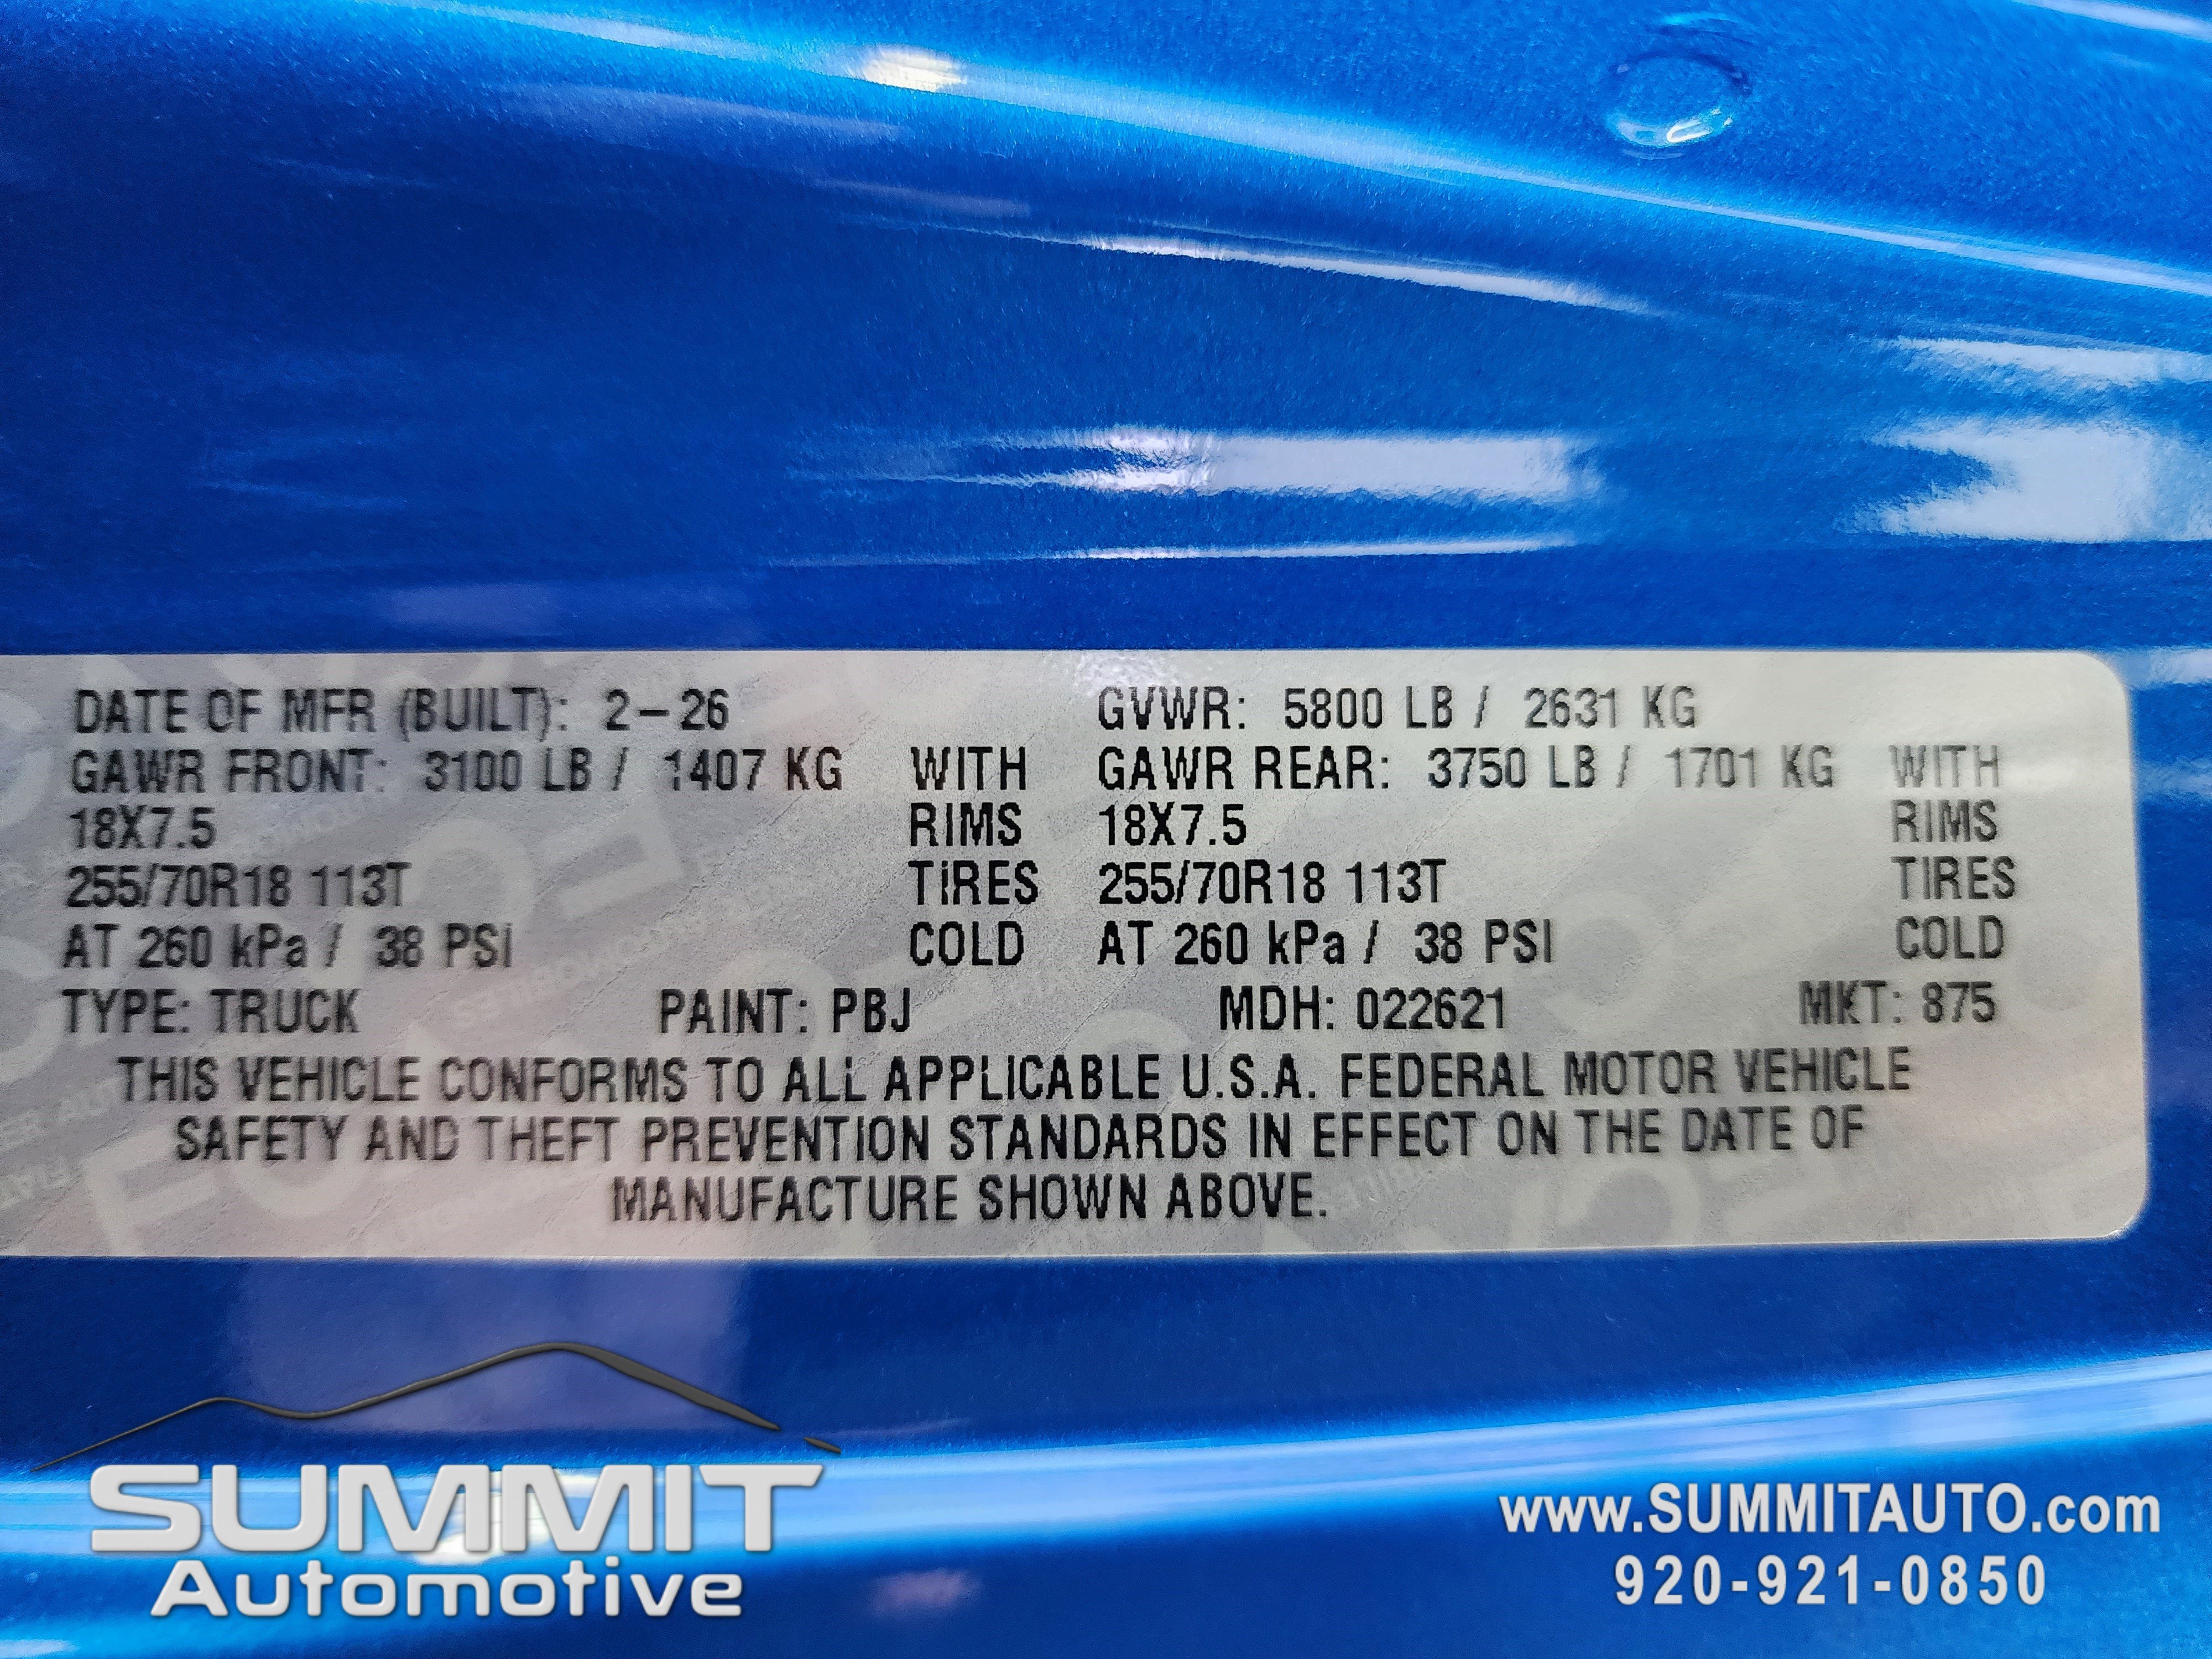 DATE OF MFR (BUILT): 2-26 GVWR: 5800 LB / 2631 KG
GAWR FRONT: 3100 LB / 1407 KG WITH GAWR REAR: 3750 LB / 1701 KG WITH
18X7.5 RIMS 18X7.5 RIMS
255/70R18 113T TIRES 255/70R18 113T TIRES
AT 260 kPa / 38 PSI COLD AT 260 kPa / 38 PSI COLD
TYPE: TRUCK PAINT: PBJ MDH: 022621 MKT: 875
THIS VEHICLE CONFORMS TO ALL APPLICABLE U.S.A. FEDERAL MOTOR VEHICLE
SAFETY AND THEFT PREVENTION STANDARDS IN EFFECT ON THE DATE OF
MANUFACTURE SHOWN ABOVE.
SUMMIT
Automotive
www.SUMMITAUTO.com
920-921-0850